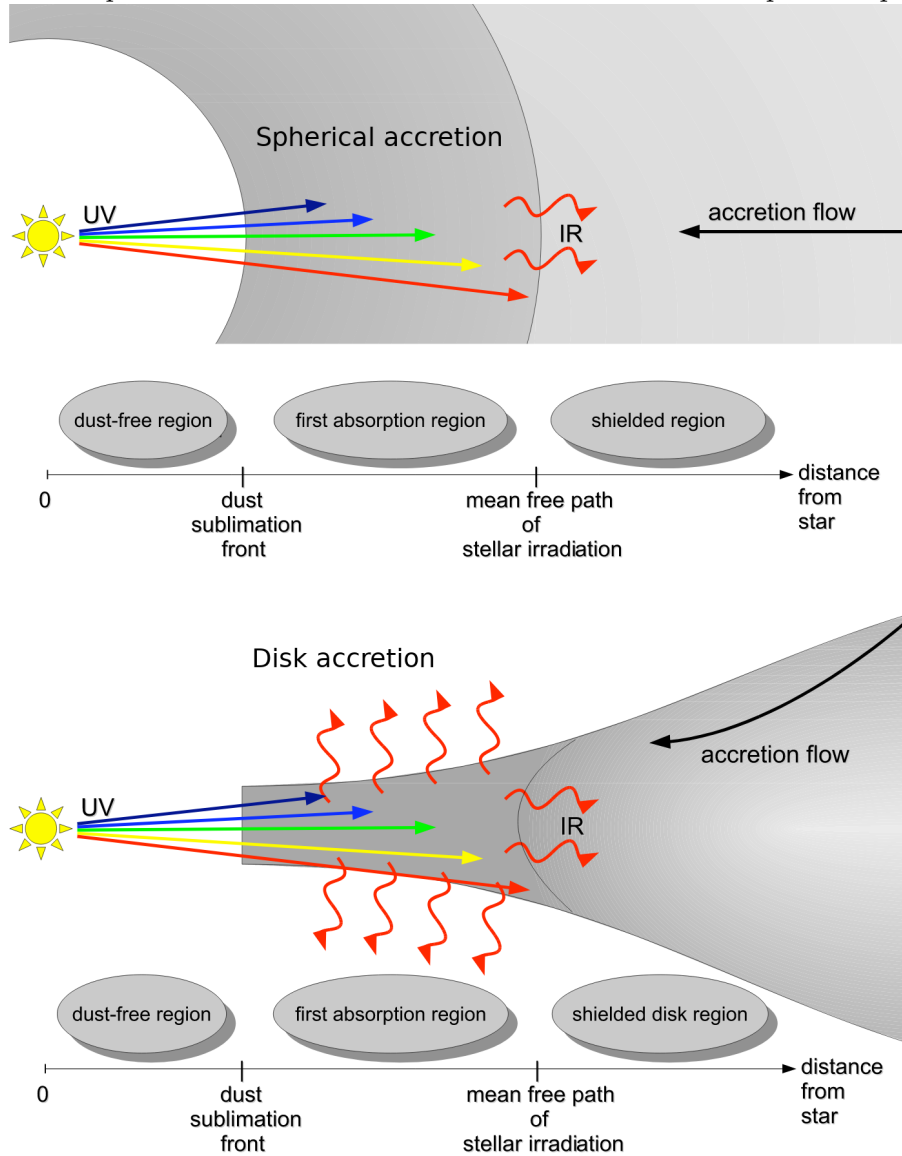 Spherical accretion
UV
IR
accretion flow
dust-free region
first absorption region
shielded region
0
dust
sublimation
front
mean free path
of
stellar irradiation
distance
from
star
Disk accretion
UV
IR
accretion flow
dust-free region
first absorption region
shielded disk region
0
dust
sublimation
front
mean free path
of
stellar irradiation
distance
from
star